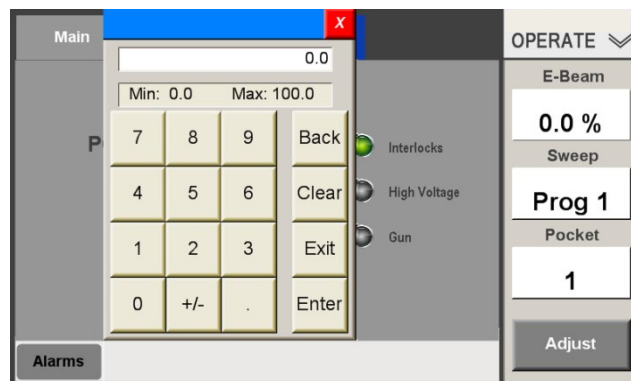 Main
X
OPERATE
0.0
E-Beam
Min: 0.0 Max: 100.0
0.0 %
7 8 9 Back
Interlocks
Sweep
4 5 6 Clear
High Voltage
Prog 1
1 2 3 Exit
Gun
Pocket
1
0 +/- . Enter
Adjust
Alarms